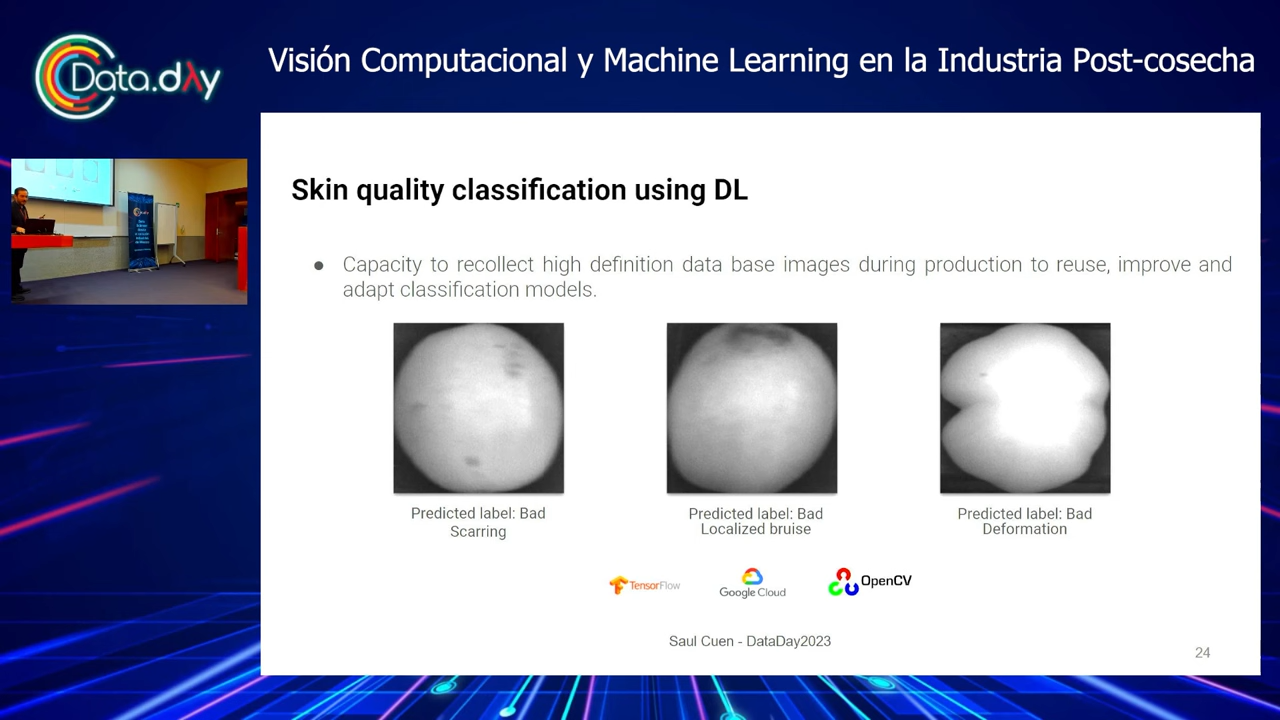 Data.day
Visión Computacional y Machine Learning en la Industria Post-cosecha
Skin quality classification using DL
● Capacity to recollect high definition data base images during production to reuse, improve and
adapt classification models.
Predicted label: Bad
Scarring
Predicted label: Bad
Localized bruise
Predicted label: Bad
Deformation
TensorFlow
Google Cloud
OpenCV
Saul Cuen - DataDay2023
24